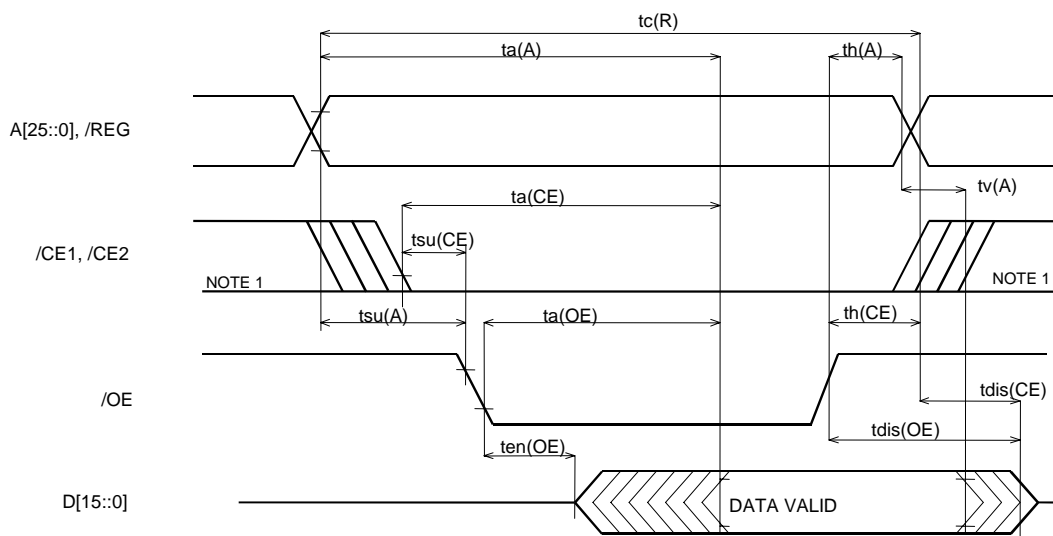 tc(R)
ta(A)
th(A)
A[25::0], /REG
tv(A)
ta(CE)
tsu(CE)
/CE1, /CE2
NOTE 1
NOTE 1
tsu(A)
ta(OE)
th(CE)
tdis(CE)
/OE
tdis(OE)
ten(OE)
D[15::0]
DATA VALID